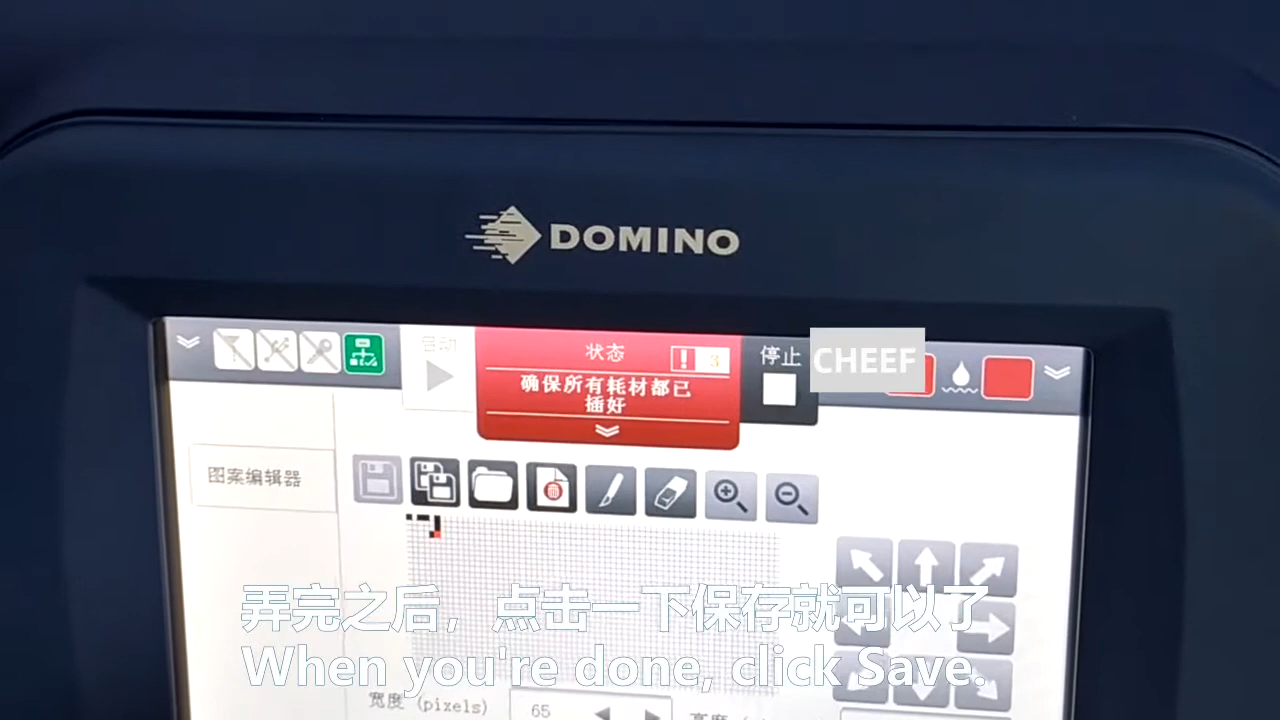 DOMINO
自动
状态
! 3
停止
CHEEF
确保所有耗材都已
插好
图案编辑器
弄完之后，点击一下保存就可以了
When you're done, click Save.
宽度 (pixels)
65